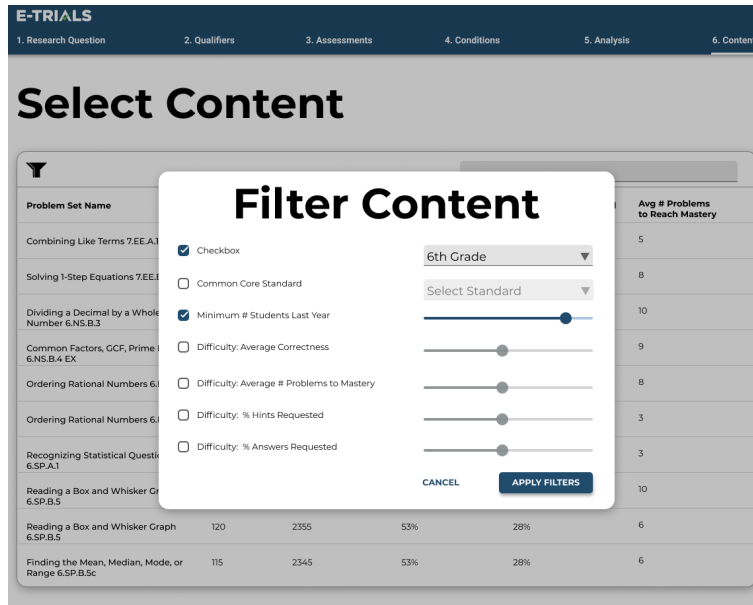 E-TRIALS
1. Research Question 2. Qualifiers 3. Assessments 4. Conditions 5. Analysis 6. Content
Select Content
Problem Set Name
Avg # Problems
to Reach Mastery
Filter Content
Checkbox 6th Grade
Common Core Standard Select Standard
Minimum # Students Last Year
Difficulty: Average Correctness
Difficulty: Average # Problems to Mastery
Difficulty: % Hints Requested
Difficulty: % Answers Requested
CANCEL APPLY FILTERS
Combining Like Terms 7.EE.A.1 5
Solving 1-Step Equations 7.EE. 8
Dividing a Decimal by a Whole 10
Number 6.NS.B.3
Common Factors, GCF, Prime 9
6.NS.B.4 EX
Ordering Rational Numbers 6. 8
Ordering Rational Numbers 6. 3
Recognizing Statistical 3
6.SP.A.1
Reading a Box and Whisker 10
6.SP.B.5
Reading a Box and Whisker Graph 120 2355 53% 28% 6
6.SP.B.5
Finding the Mean, Median, Mode, or 115 2345 53% 28% 6
Range 6.SP.B.5c